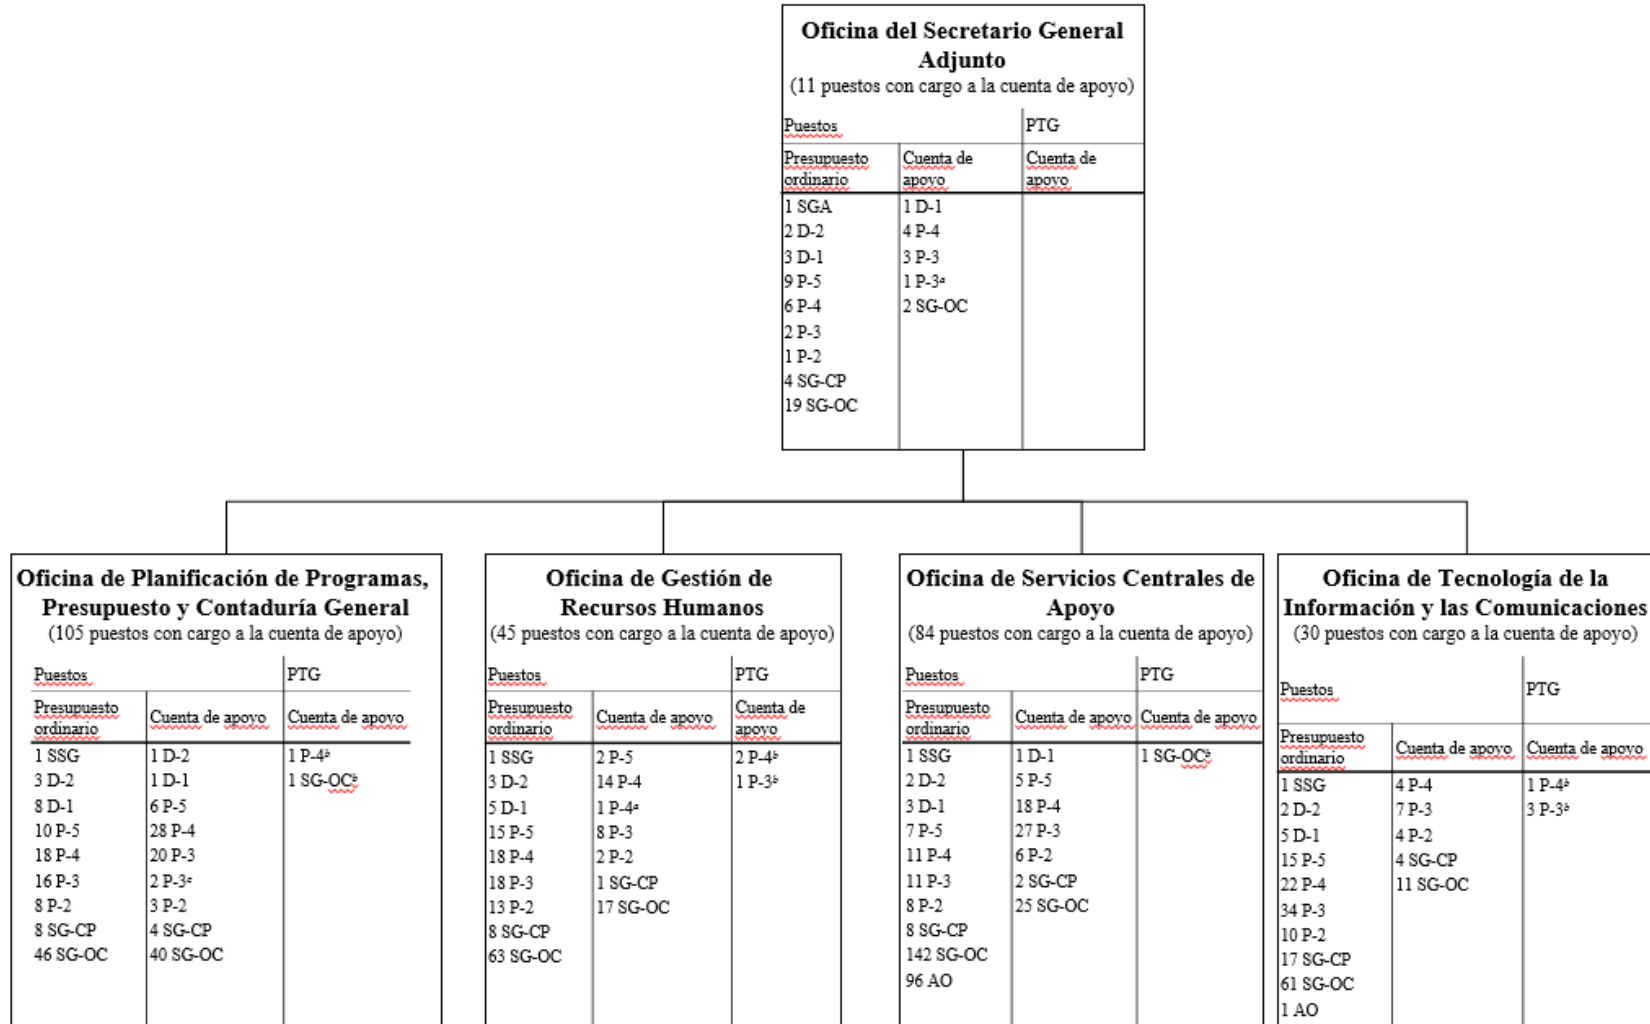 Oficina del Secretario General
Adjunto
(11 puestos con cargo a la cuenta de apoyo)
Puestos PTG
Presupuesto ordinario Cuenta de apoyo Cuenta de apoyo
1 SGA 1 D-1
2 D-2 4 P-4
3 D-1 3 P-3
9 P-5 1 P-3ª
6 P-4 2 SG-OC
2 P-3
1 P-2
4 SG-CP
19 SG-OC
Oficina de Planificación de Programas,
Presupuesto y Contaduría General
(105 puestos con cargo a la cuenta de apoyo)
Puestos PTG
Presupuesto ordinario Cuenta de apoyo Cuenta de apoyo
1 SSG 1 D-2 1 P-4ᵇ
3 D-2 1 D-1 1 SG-OCᵇ
8 D-1 6 P-5
10 P-5 28 P-4
18 P-4 20 P-3
16 P-3 2 P-3ª
8 P-2 3 P-2
8 SG-CP 4 SG-CP
46 SG-OC 40 SG-OC
Oficina de Gestión de
Recursos Humanos
(45 puestos con cargo a la cuenta de apoyo)
Puestos PTG
Presupuesto ordinario Cuenta de apoyo Cuenta de apoyo
1 SSG 2 P-5 2 P-4ᵇ
3 D-2 14 P-4 1 P-3ᵇ
5 D-1 1 P-4ª
15 P-5 8 P-3
18 P-4 2 P-2
18 P-3 1 SG-CP
13 P-2 17 SG-OC
8 SG-CP
63 SG-OC
Oficina de Servicios Centrales de
Apoyo
(84 puestos con cargo a la cuenta de apoyo)
Puestos PTG
Presupuesto ordinario Cuenta de apoyo Cuenta de apoyo
1 SSG 1 D-1 1 SG-OCᵇ
2 D-2 5 P-5
3 D-1 18 P-4
7 P-5 27 P-3
11 P-4 6 P-2
11 P-3 2 SG-CP
8 P-2 25 SG-OC
8 SG-CP
142 SG-OC
96 AO
Oficina de Tecnología de la
Información y las Comunicaciones
(30 puestos con cargo a la cuenta de apoyo)
Puestos PTG
Presupuesto ordinario Cuenta de apoyo Cuenta de apoyo
1 SSG 4 P-4 1 P-4ᵇ
2 D-2 7 P-3 3 P-3ᵇ
5 D-1 4 P-2
15 P-5 4 SG-CP
22 P-4 11 SG-OC
34 P-3
10 P-2
17 SG-CP
61 SG-OC
1 AO